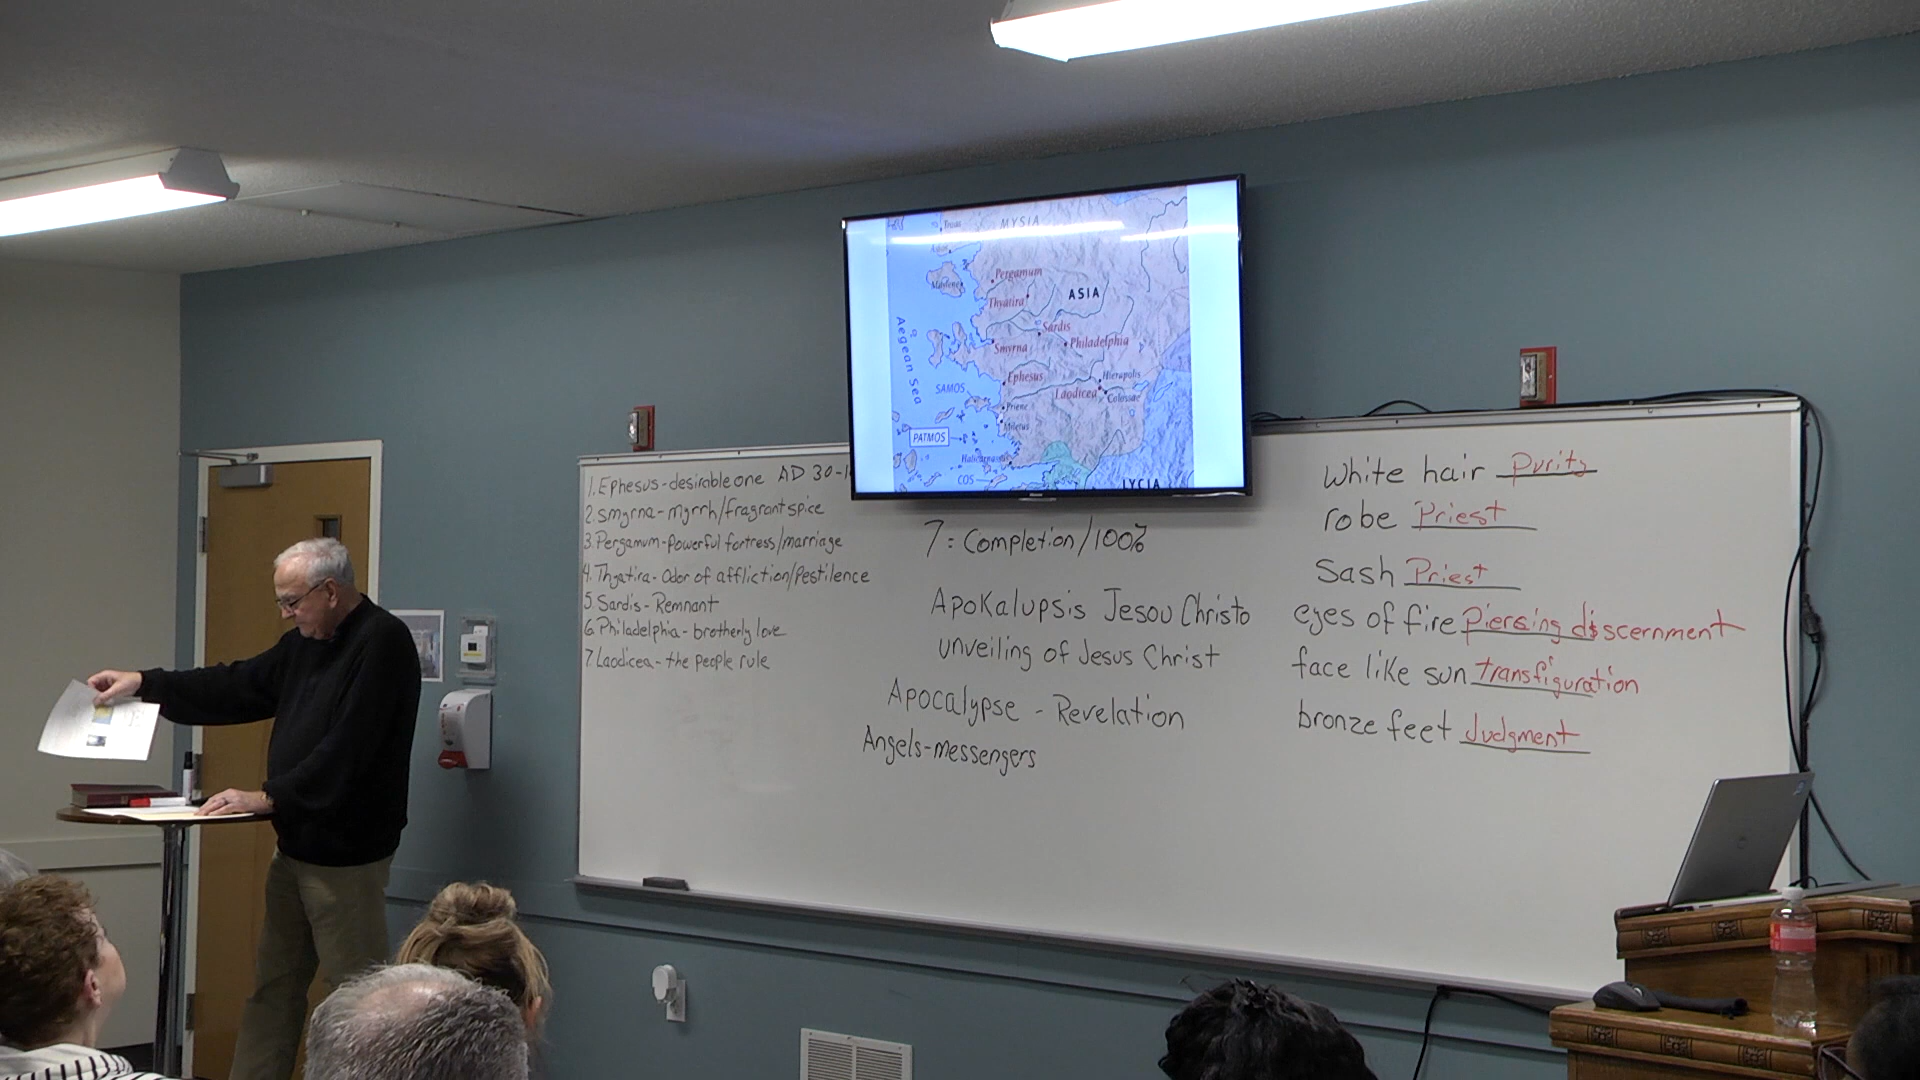 1. Ephesus - desirable one AD 30-1
2. Smyrna - myrrh/fragrant spice
3. Pergamum - powerful fortress/marriage
4. Thyatira - Odor of affliction/Pestilence
5. Sardis - Remnant
6. Philadelphia - brotherly love
7. Laodicea - the people rule
MYSIA
Troas
Pergamum
Thyatira
ASIA
Sardis
Smyrna
Philadelphia
Aegean Sea
Ephesus
Hierapolis
SAMOS
Laodicea
Colossae
Priene
Miletus
PATMOS
COS
LYCIA
7 = Completion/100%
Apokalupsis Jesou Christo
unveiling of Jesus Christ
Apocalypse - Revelation
Angels - messengers
White hair Purity
robe Priest
Sash Priest
eyes of fire piercing discernment
face like sun transfiguration
bronze feet Judgment